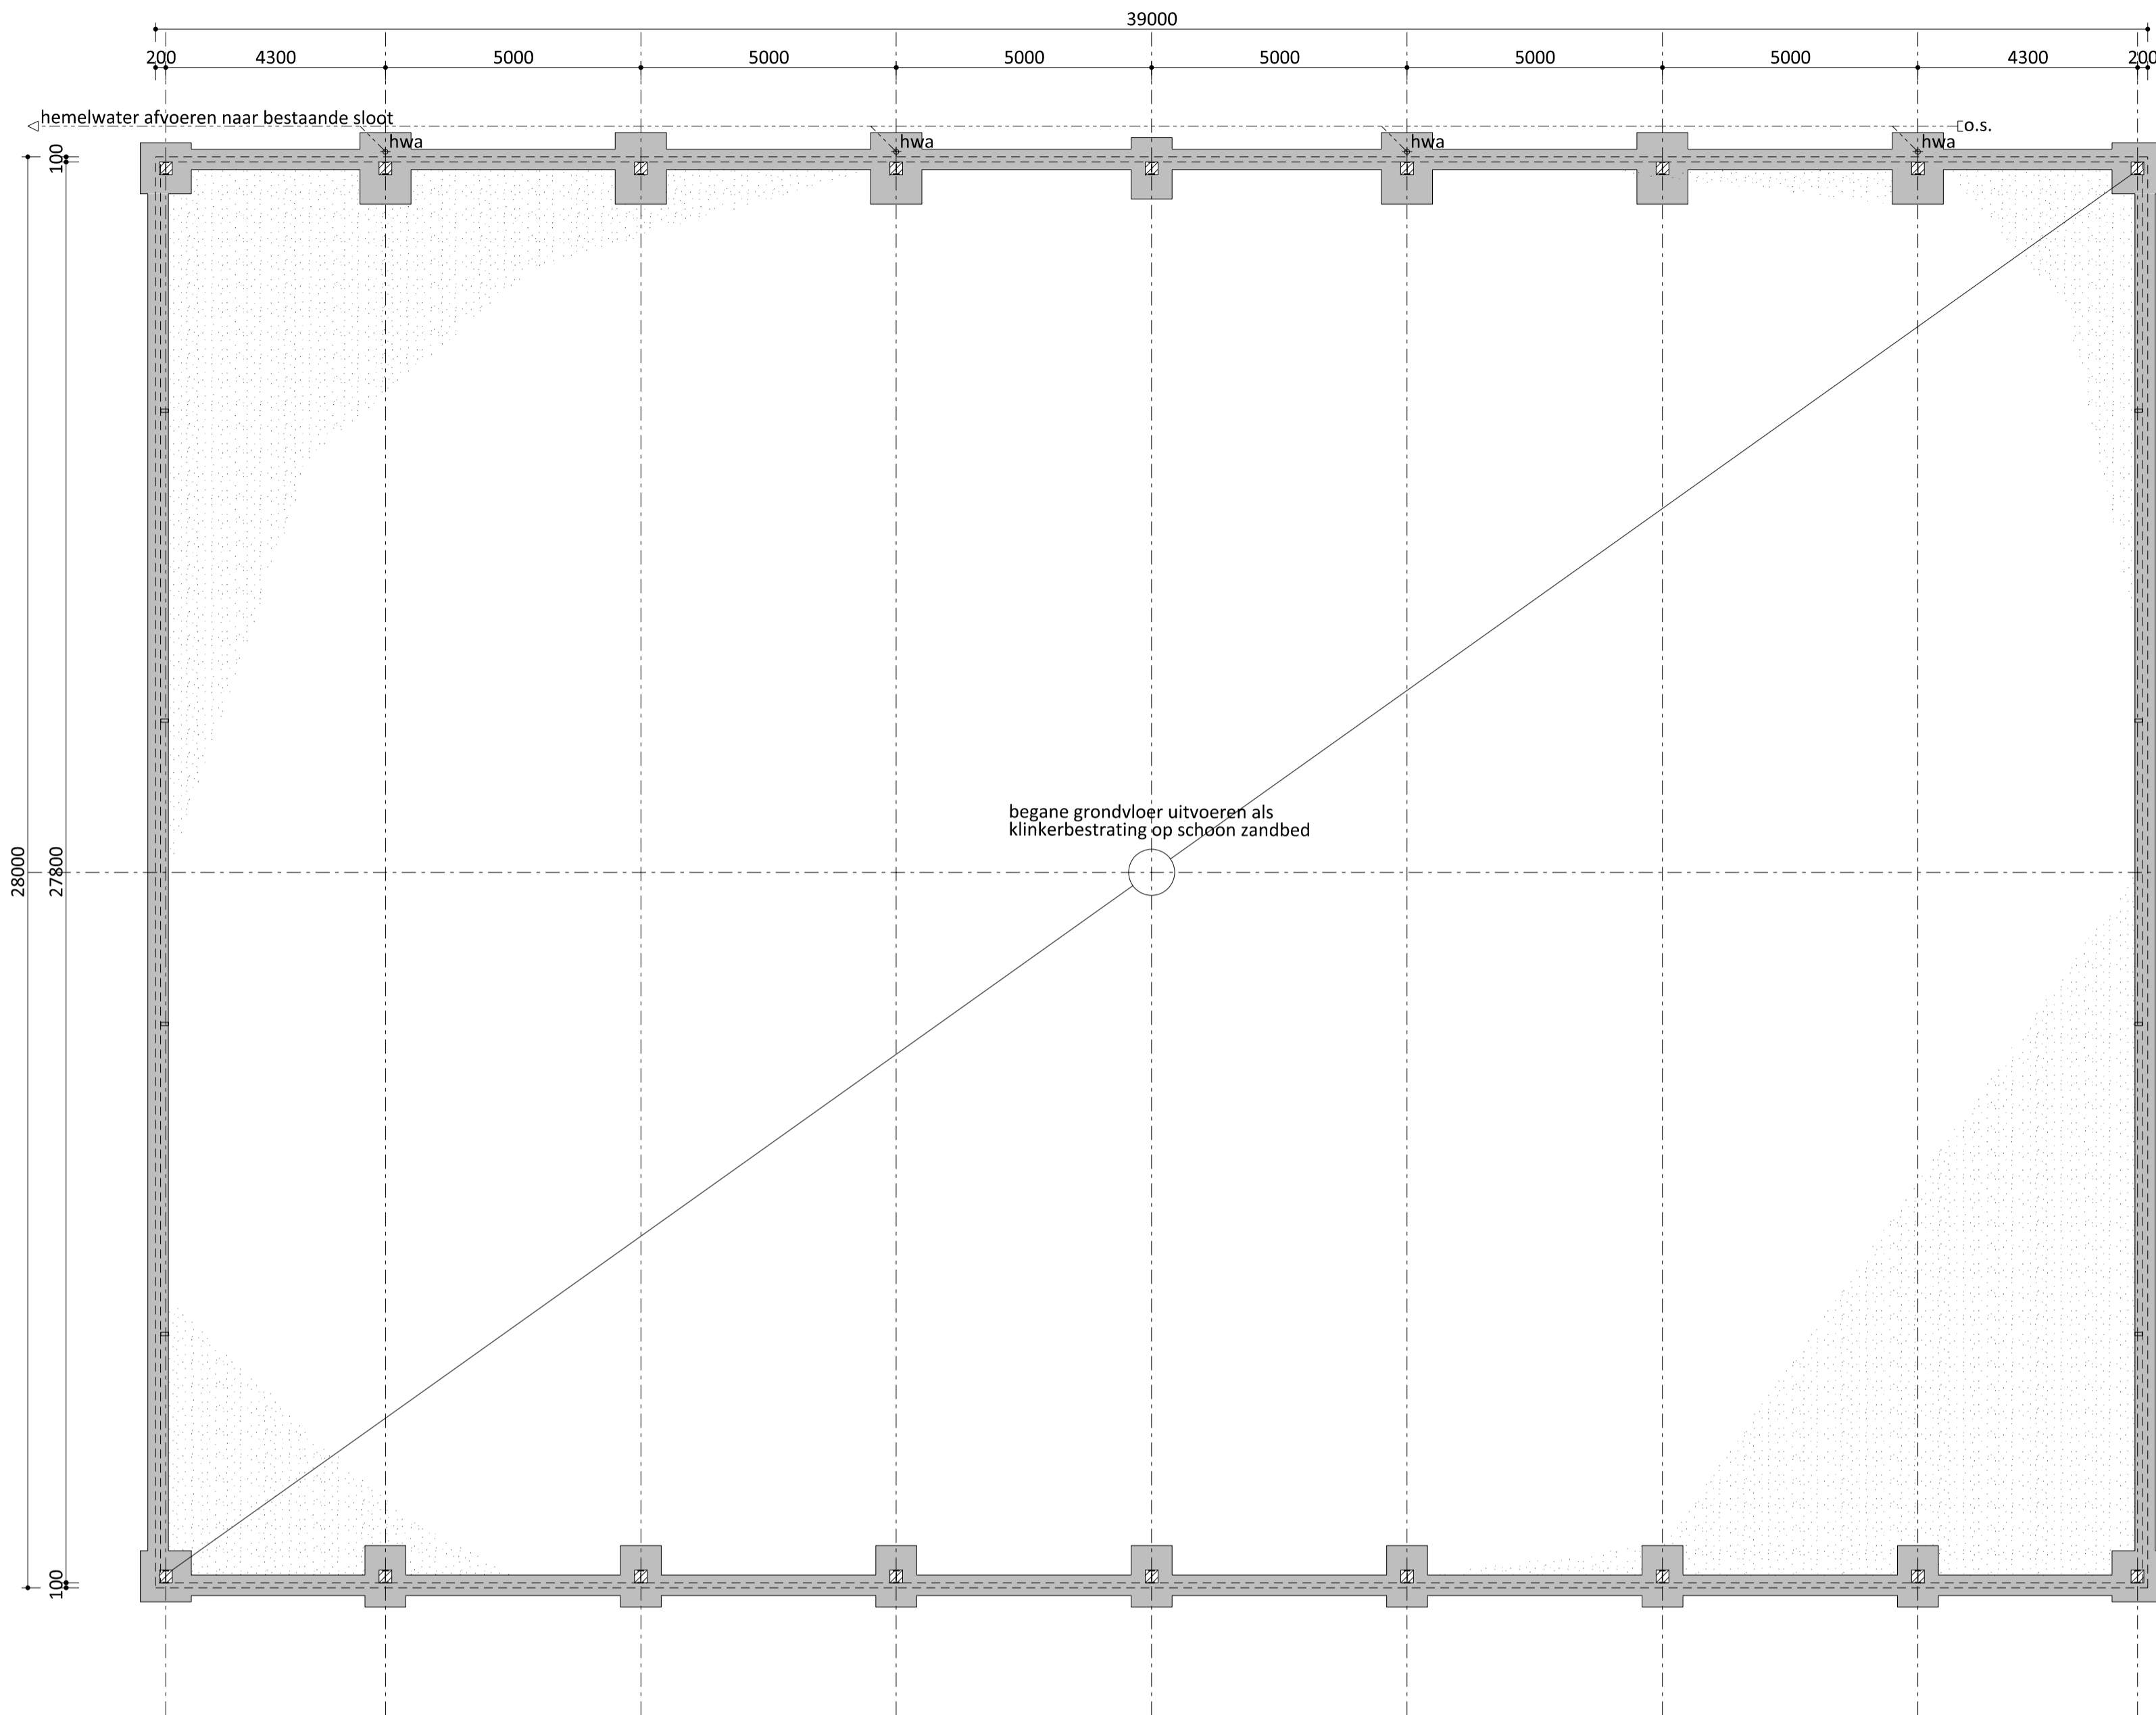 39000
200 4300 5000 5000 5000 5000 5000 5000 4300 200
hemelwater afvoeren naar bestaande sloot
o.s.
hwa hwa hwa hwa
100
begane grondvloer uitvoeren als
klinkerbestrating op schoon zandbed
28000
27800
100